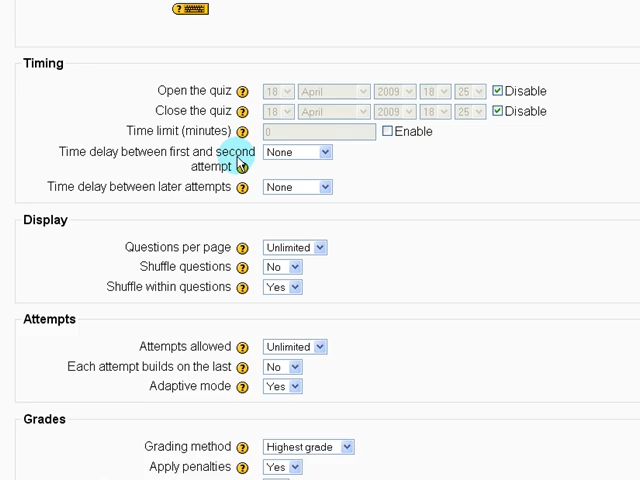 ?
Timing
Open the quiz ? 18 April 2009 18 25 Disable
Close the quiz ? 18 April 2009 18 25 Disable
Time limit (minutes) ? 0 Enable
Time delay between first and second None
attempt
Time delay between later attempts ? None
Display
Questions per page ? Unlimited
Shuffle questions ? No
Shuffle within questions ? Yes
Attempts
Attempts allowed ? Unlimited
Each attempt builds on the last ? No
Adaptive mode ? Yes
Grades
Grading method ? Highest grade
Apply penalties ? Yes